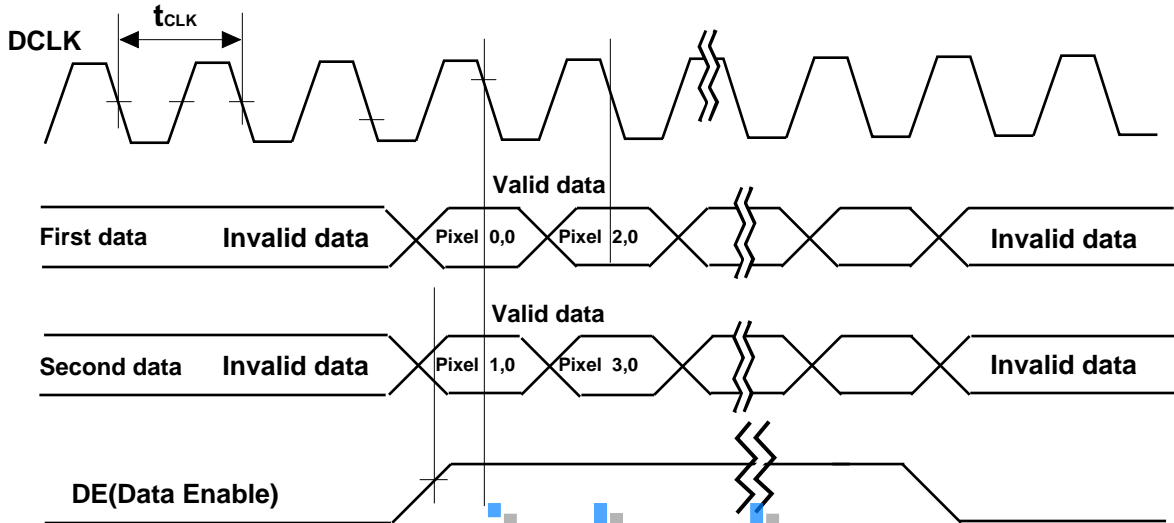 tCLK
DCLK
Valid data
First data Invalid data Pixel 0,0 Pixel 2,0 Invalid data
Valid data
Second data Invalid data Pixel 1,0 Pixel 3,0 Invalid data
DE(Data Enable)